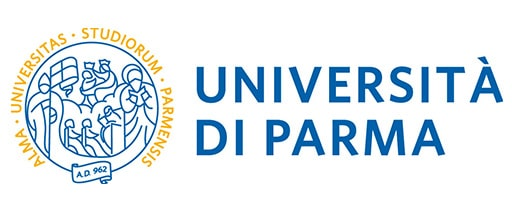 ALMA · UNIVERSITAS · STUDIORUM · PARMENSIS ·
A.D. 962
UNIVERSITÀ
DI PARMA